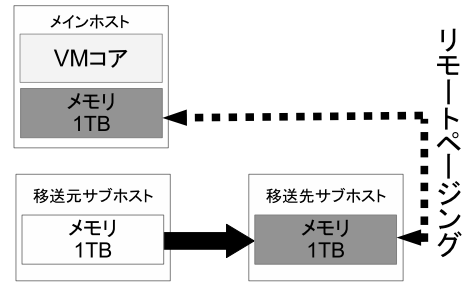 メインホスト
VMコア
メモリ
1TB
リモートページング
移送元サブホスト
メモリ
1TB
移送先サブホスト
メモリ
1TB